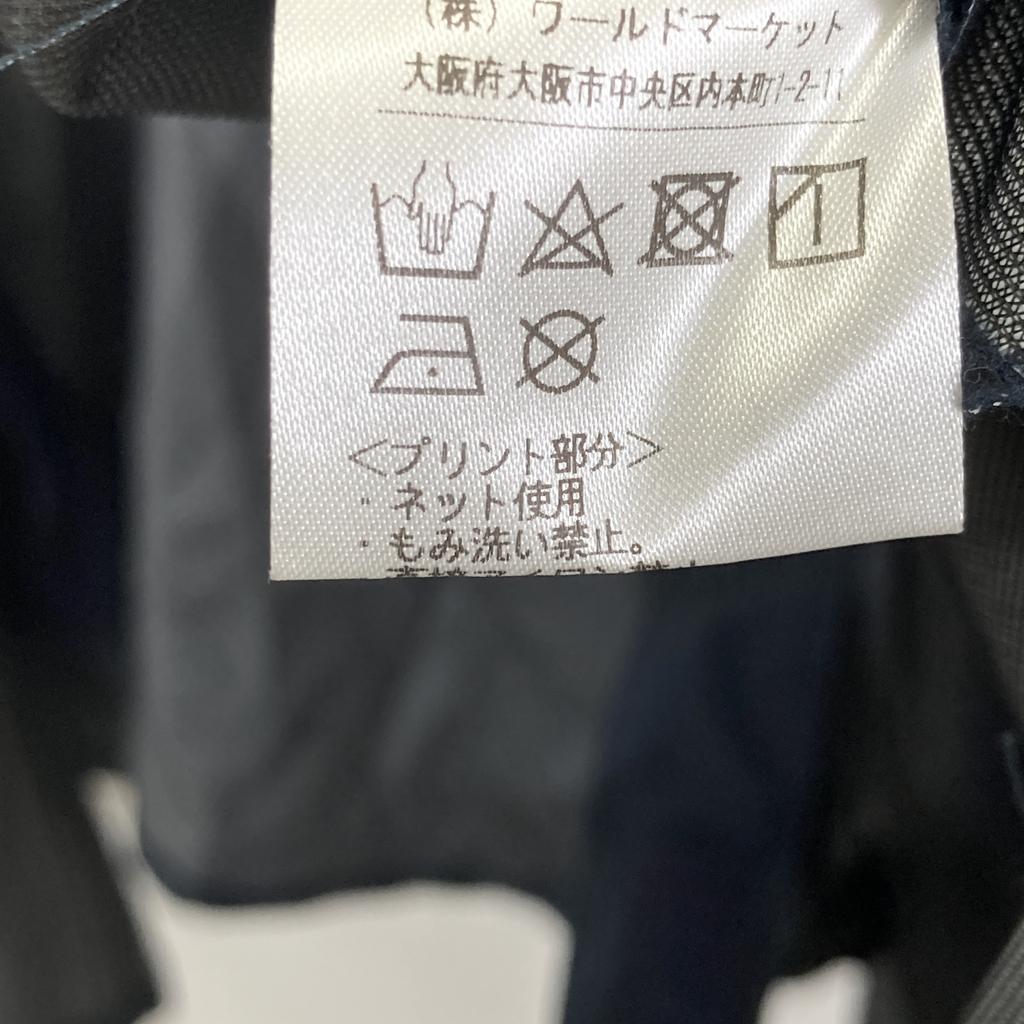 (株) ワールドマーケット
大阪府大阪市中央区内本町1-2-11
<プリント部分>
・ネット使用
・もみ洗い禁止。